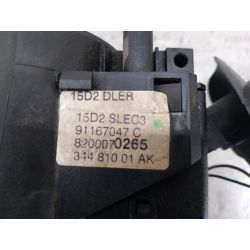 15D2 DLER
15D2 SLEC3
91167047 C
8200070265
344 810 01 AK